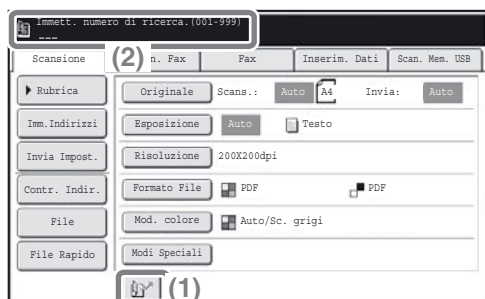 Immett. numero di ricerca.(001-999)
---
Scansione (2) n. Fax Fax Inserim. Dati Scan. Mem. USB
Rubrica Originale Scans.: Auto A4 Invia: Auto
Imm.Indirizzi Esposizione Auto Testo
Invia Impost. Risoluzione 200X200dpi
Contr. Indir. Formato File PDF PDF
File Mod. colore Auto/Sc. grigi
File Rapido Modi Speciali
(1)